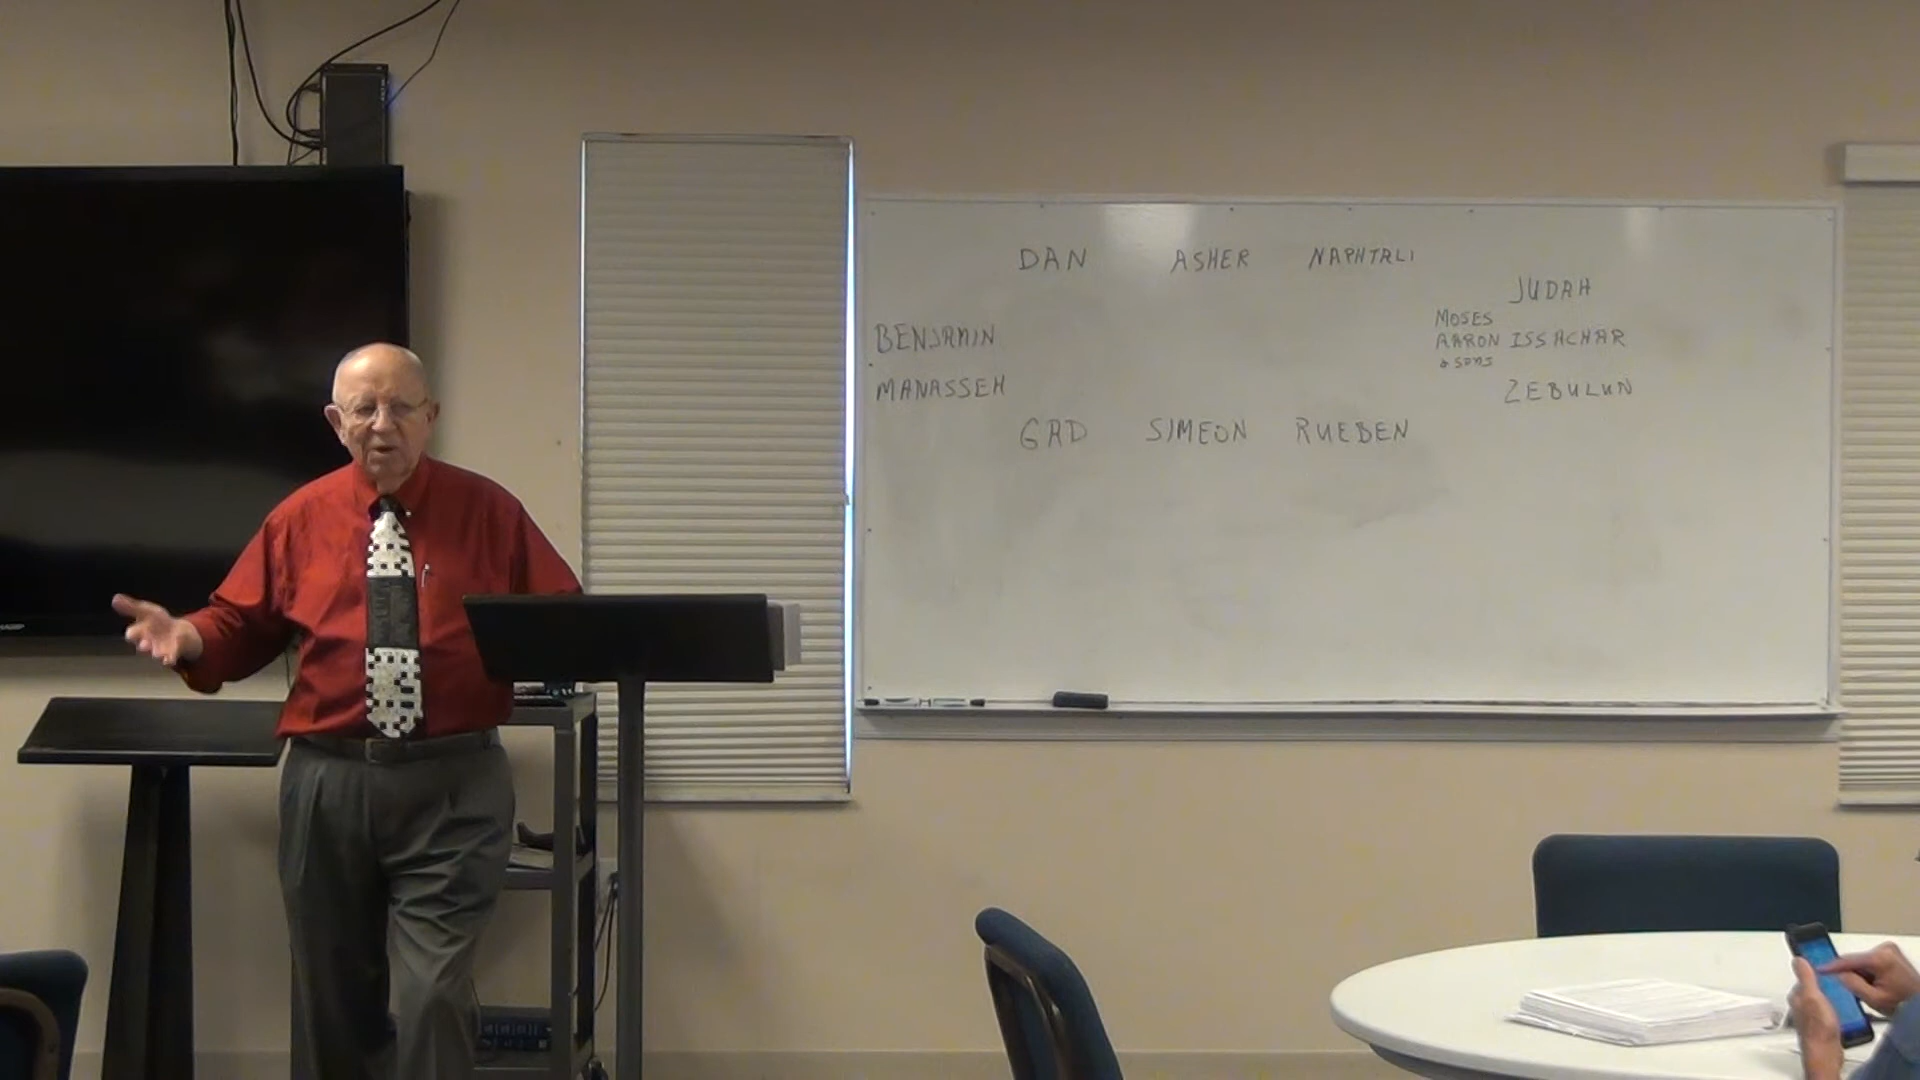 DAN ASHER NAPHTALI
JUDAH
MOSES
BENJAMIN AARON ISSACHAR
& SONS
MANASSEH ZEBULUN
GAD SIMEON RUEBEN